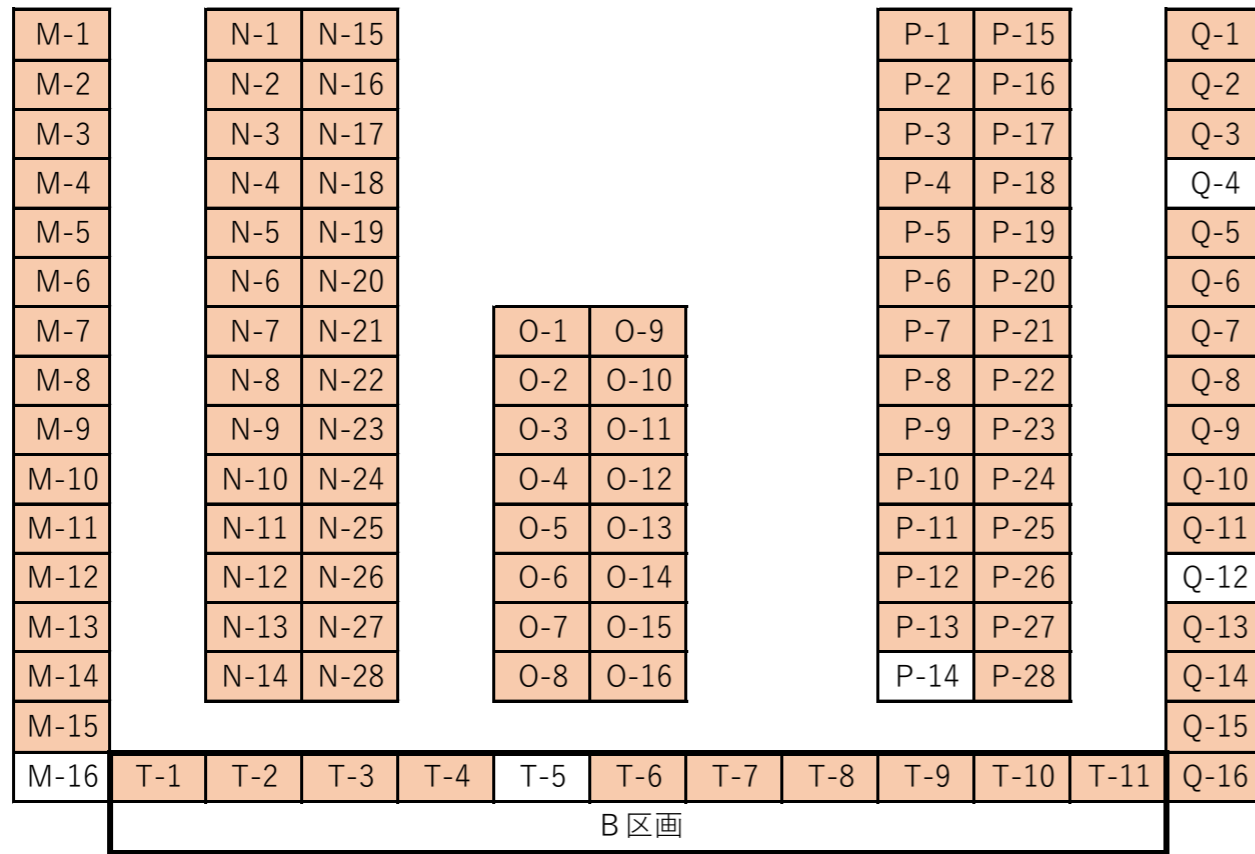 M-1 N-1 N-15 P-1 P-15 Q-1
M-2 N-2 N-16 P-2 P-16 Q-2
M-3 N-3 N-17 P-3 P-17 Q-3
M-4 N-4 N-18 P-4 P-18 Q-4
M-5 N-5 N-19 P-5 P-19 Q-5
M-6 N-6 N-20 P-6 P-20 Q-6
M-7 N-7 N-21 O-1 O-9 P-7 P-21 Q-7
M-8 N-8 N-22 O-2 O-10 P-8 P-22 Q-8
M-9 N-9 N-23 O-3 O-11 P-9 P-23 Q-9
M-10 N-10 N-24 O-4 O-12 P-10 P-24 Q-10
M-11 N-11 N-25 O-5 O-13 P-11 P-25 Q-11
M-12 N-12 N-26 O-6 O-14 P-12 P-26 Q-12
M-13 N-13 N-27 O-7 O-15 P-13 P-27 Q-13
M-14 N-14 N-28 O-8 O-16 P-14 P-28 Q-14
M-15 Q-15
M-16 T-1 T-2 T-3 T-4 T-5 T-6 T-7 T-8 T-9 T-10 T-11 Q-16
B区画